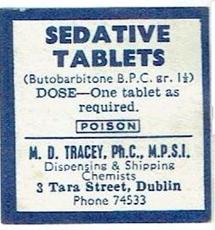 SEDATIVE
TABLETS
(Butobarbitone B.P.C. gr. 1½)
DOSE—One tablet as
required.
POISON
M. D. TRACEY, Ph.C., M.P.S.I.
Dispensing & Shipping
Chemists
3 Tara Street, Dublin
Phone 74533